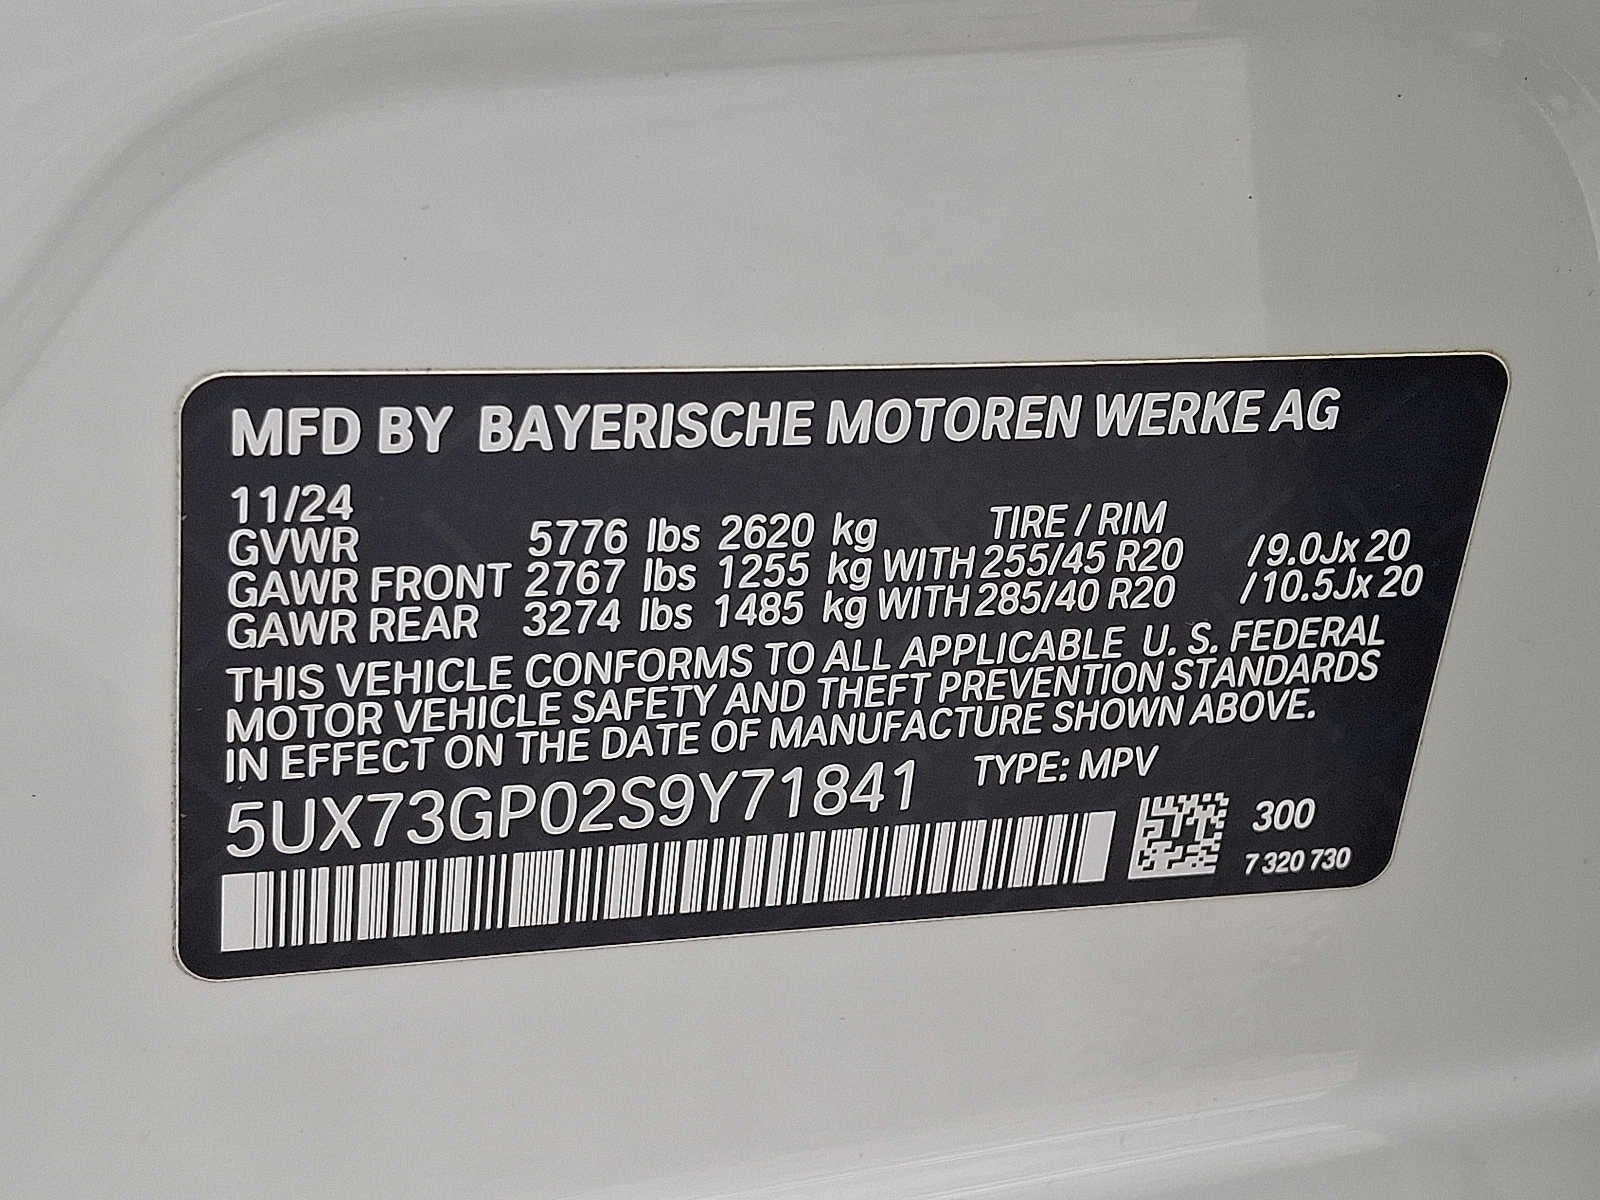 MFD BY BAYERISCHE MOTOREN WERKE AG
11/24
TIRE / RIM
GVWR 5776 lbs 2620 kg
GAWR FRONT 2767 lbs 1255 kg WITH 255/45 R20 /9.0Jx 20
GAWR REAR 3274 lbs 1485 kg WITH 285/40 R20 /10.5Jx 20
THIS VEHICLE CONFORMS TO ALL APPLICABLE U. S. FEDERAL
MOTOR VEHICLE SAFETY AND THEFT PREVENTION STANDARDS
IN EFFECT ON THE DATE OF MANUFACTURE SHOWN ABOVE.
5UX73GP02S9Y71841 TYPE: MPV
300
7 320 730